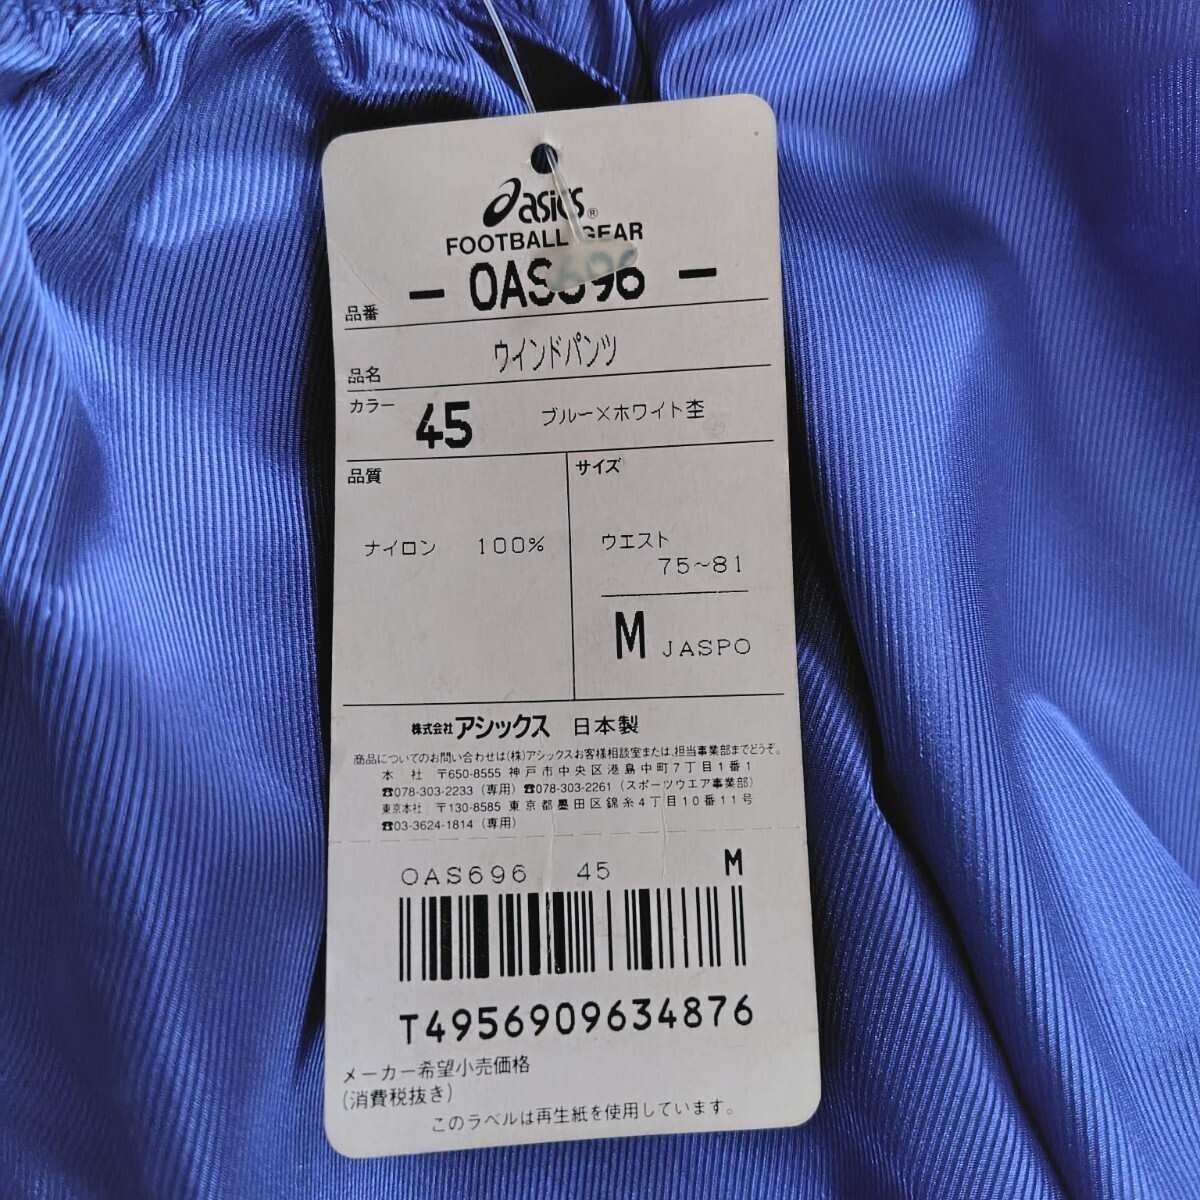 asics®
FOOTBALL GEAR
品番 - OAS696 -
品名 ウインドパンツ
カラー 45 ブルー×ホワイト杢
品質
ナイロン 100%
サイズ
ウエスト
75~81
M JASPO
株式会社アシックス 日本製
商品についてのお問い合わせは(株)アシックスお客様相談室または、担当事業部までどうぞ。
本 社 〒650-8555 神戸市中央区港島中町7丁目1番1
☎078-303-2233(専用)☎078-303-2261(スポーツウエア事業部)
東京本社 〒130-8585 東京都墨田区錦糸4丁目10番11号
☎03-3624-1814(専用)
OAS696 45 M
T4956909634876
メーカー希望小売価格
(消費税抜き)
このラベルは再生紙を使用しています。